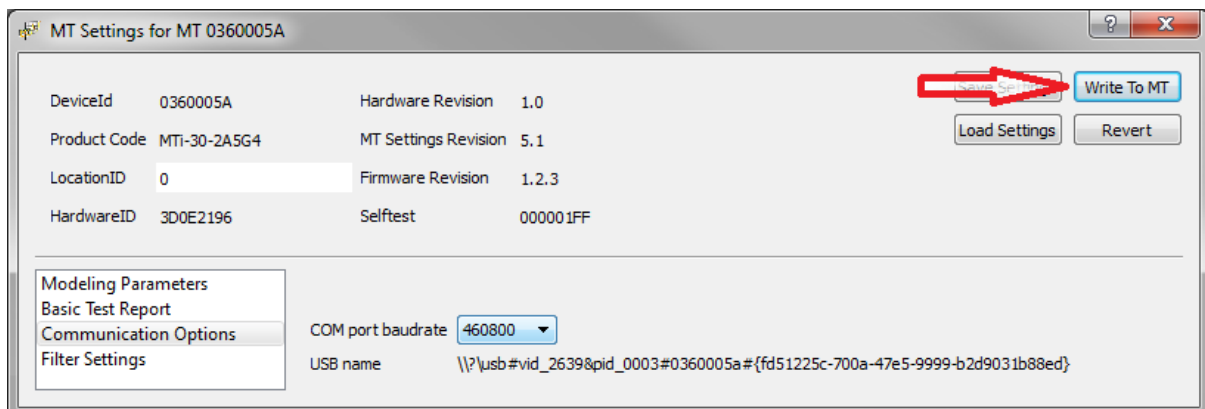 MT Settings for MT 0360005A
DeviceId 0360005A Hardware Revision 1.0 Save Settings Write To MT
Product Code MTi-30-2A5G4 MT Settings Revision 5.1 Load Settings Revert
LocationID 0 Firmware Revision 1.2.3
HardwareID 3D0E2196 Selftest 000001FF
Modeling Parameters
Basic Test Report
Communication Options
Filter Settings
COM port baudrate 460800
USB name \\?\usb#vid_2639&pid_0003#0360005a#{fd51225c-700a-47e5-9999-b2d9031b88ed}